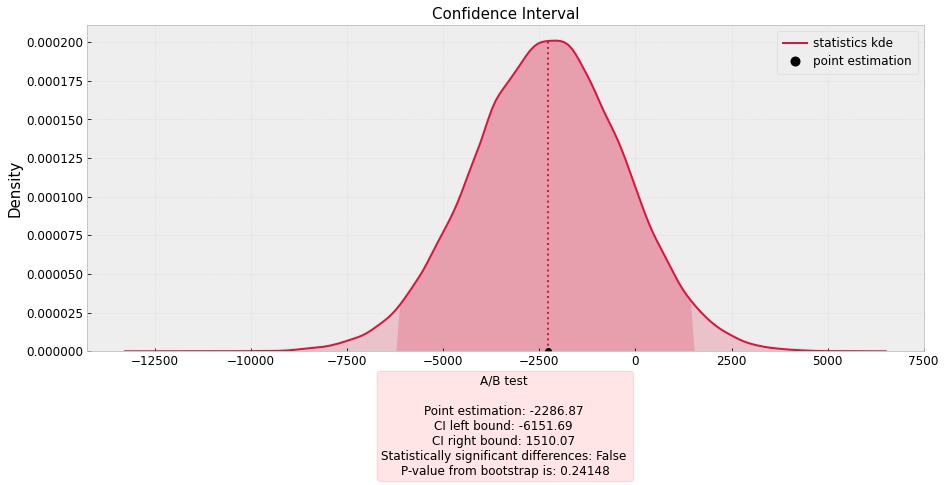 Confidence Interval
statistics kde
point estimation
Density
0.000200
0.000175
0.000150
0.000125
0.000100
0.000075
0.000050
0.000025
0.000000
−12500 −10000 −7500 −5000 −2500 0 2500 5000 7500
A/B test
Point estimation: -2286.87
CI left bound: -6151.69
CI right bound: 1510.07
Statistically significant differences: False
P-value from bootstrap is: 0.24148